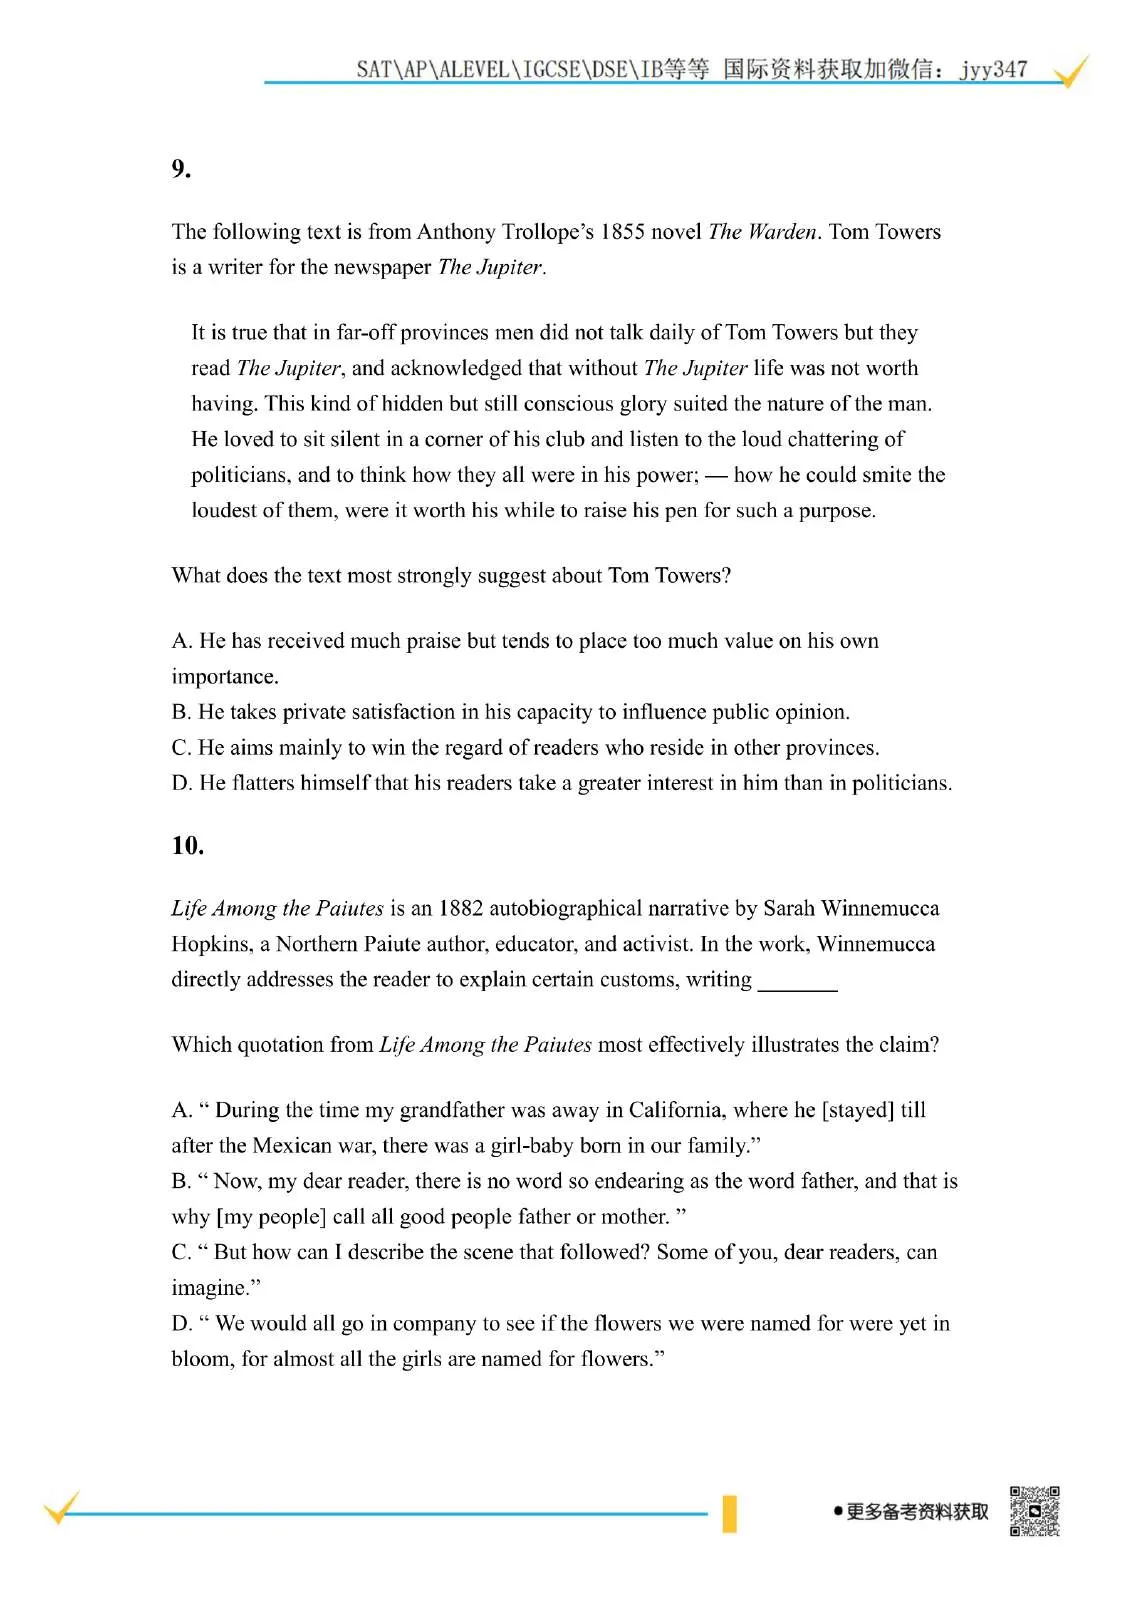 SAT\AP\ALEVEL\IGCSE\DSE\IB等等 国际资料获取加微信：jyy347
9.
The following text is from Anthony Trollope’s 1855 novel The Warden. Tom Towers
is a writer for the newspaper The Jupiter.
It is true that in far-off provinces men did not talk daily of Tom Towers but they
read The Jupiter, and acknowledged that without The Jupiter life was not worth
having. This kind of hidden but still conscious glory suited the nature of the man.
He loved to sit silent in a corner of his club and listen to the loud chattering of
politicians, and to think how they all were in his power; — how he could smite the
loudest of them, were it worth his while to raise his pen for such a purpose.
What does the text most strongly suggest about Tom Towers?
A. He has received much praise but tends to place too much value on his own
importance.
B. He takes private satisfaction in his capacity to influence public opinion.
C. He aims mainly to win the regard of readers who reside in other provinces.
D. He flatters himself that his readers take a greater interest in him than in politicians.
10.
Life Among the Paiutes is an 1882 autobiographical narrative by Sarah Winnemucca
Hopkins, a Northern Paiute author, educator, and activist. In the work, Winnemucca
directly addresses the reader to explain certain customs, writing _______
Which quotation from Life Among the Paiutes most effectively illustrates the claim?
A. “ During the time my grandfather was away in California, where he [stayed] till
after the Mexican war, there was a girl-baby born in our family.”
B. “ Now, my dear reader, there is no word so endearing as the word father, and that is
why [my people] call all good people father or mother. ”
C. “ But how can I describe the scene that followed? Some of you, dear readers, can
imagine.”
D. “ We would all go in company to see if the flowers we were named for were yet in
bloom, for almost all the girls are named for flowers.”
•更多备考资料获取